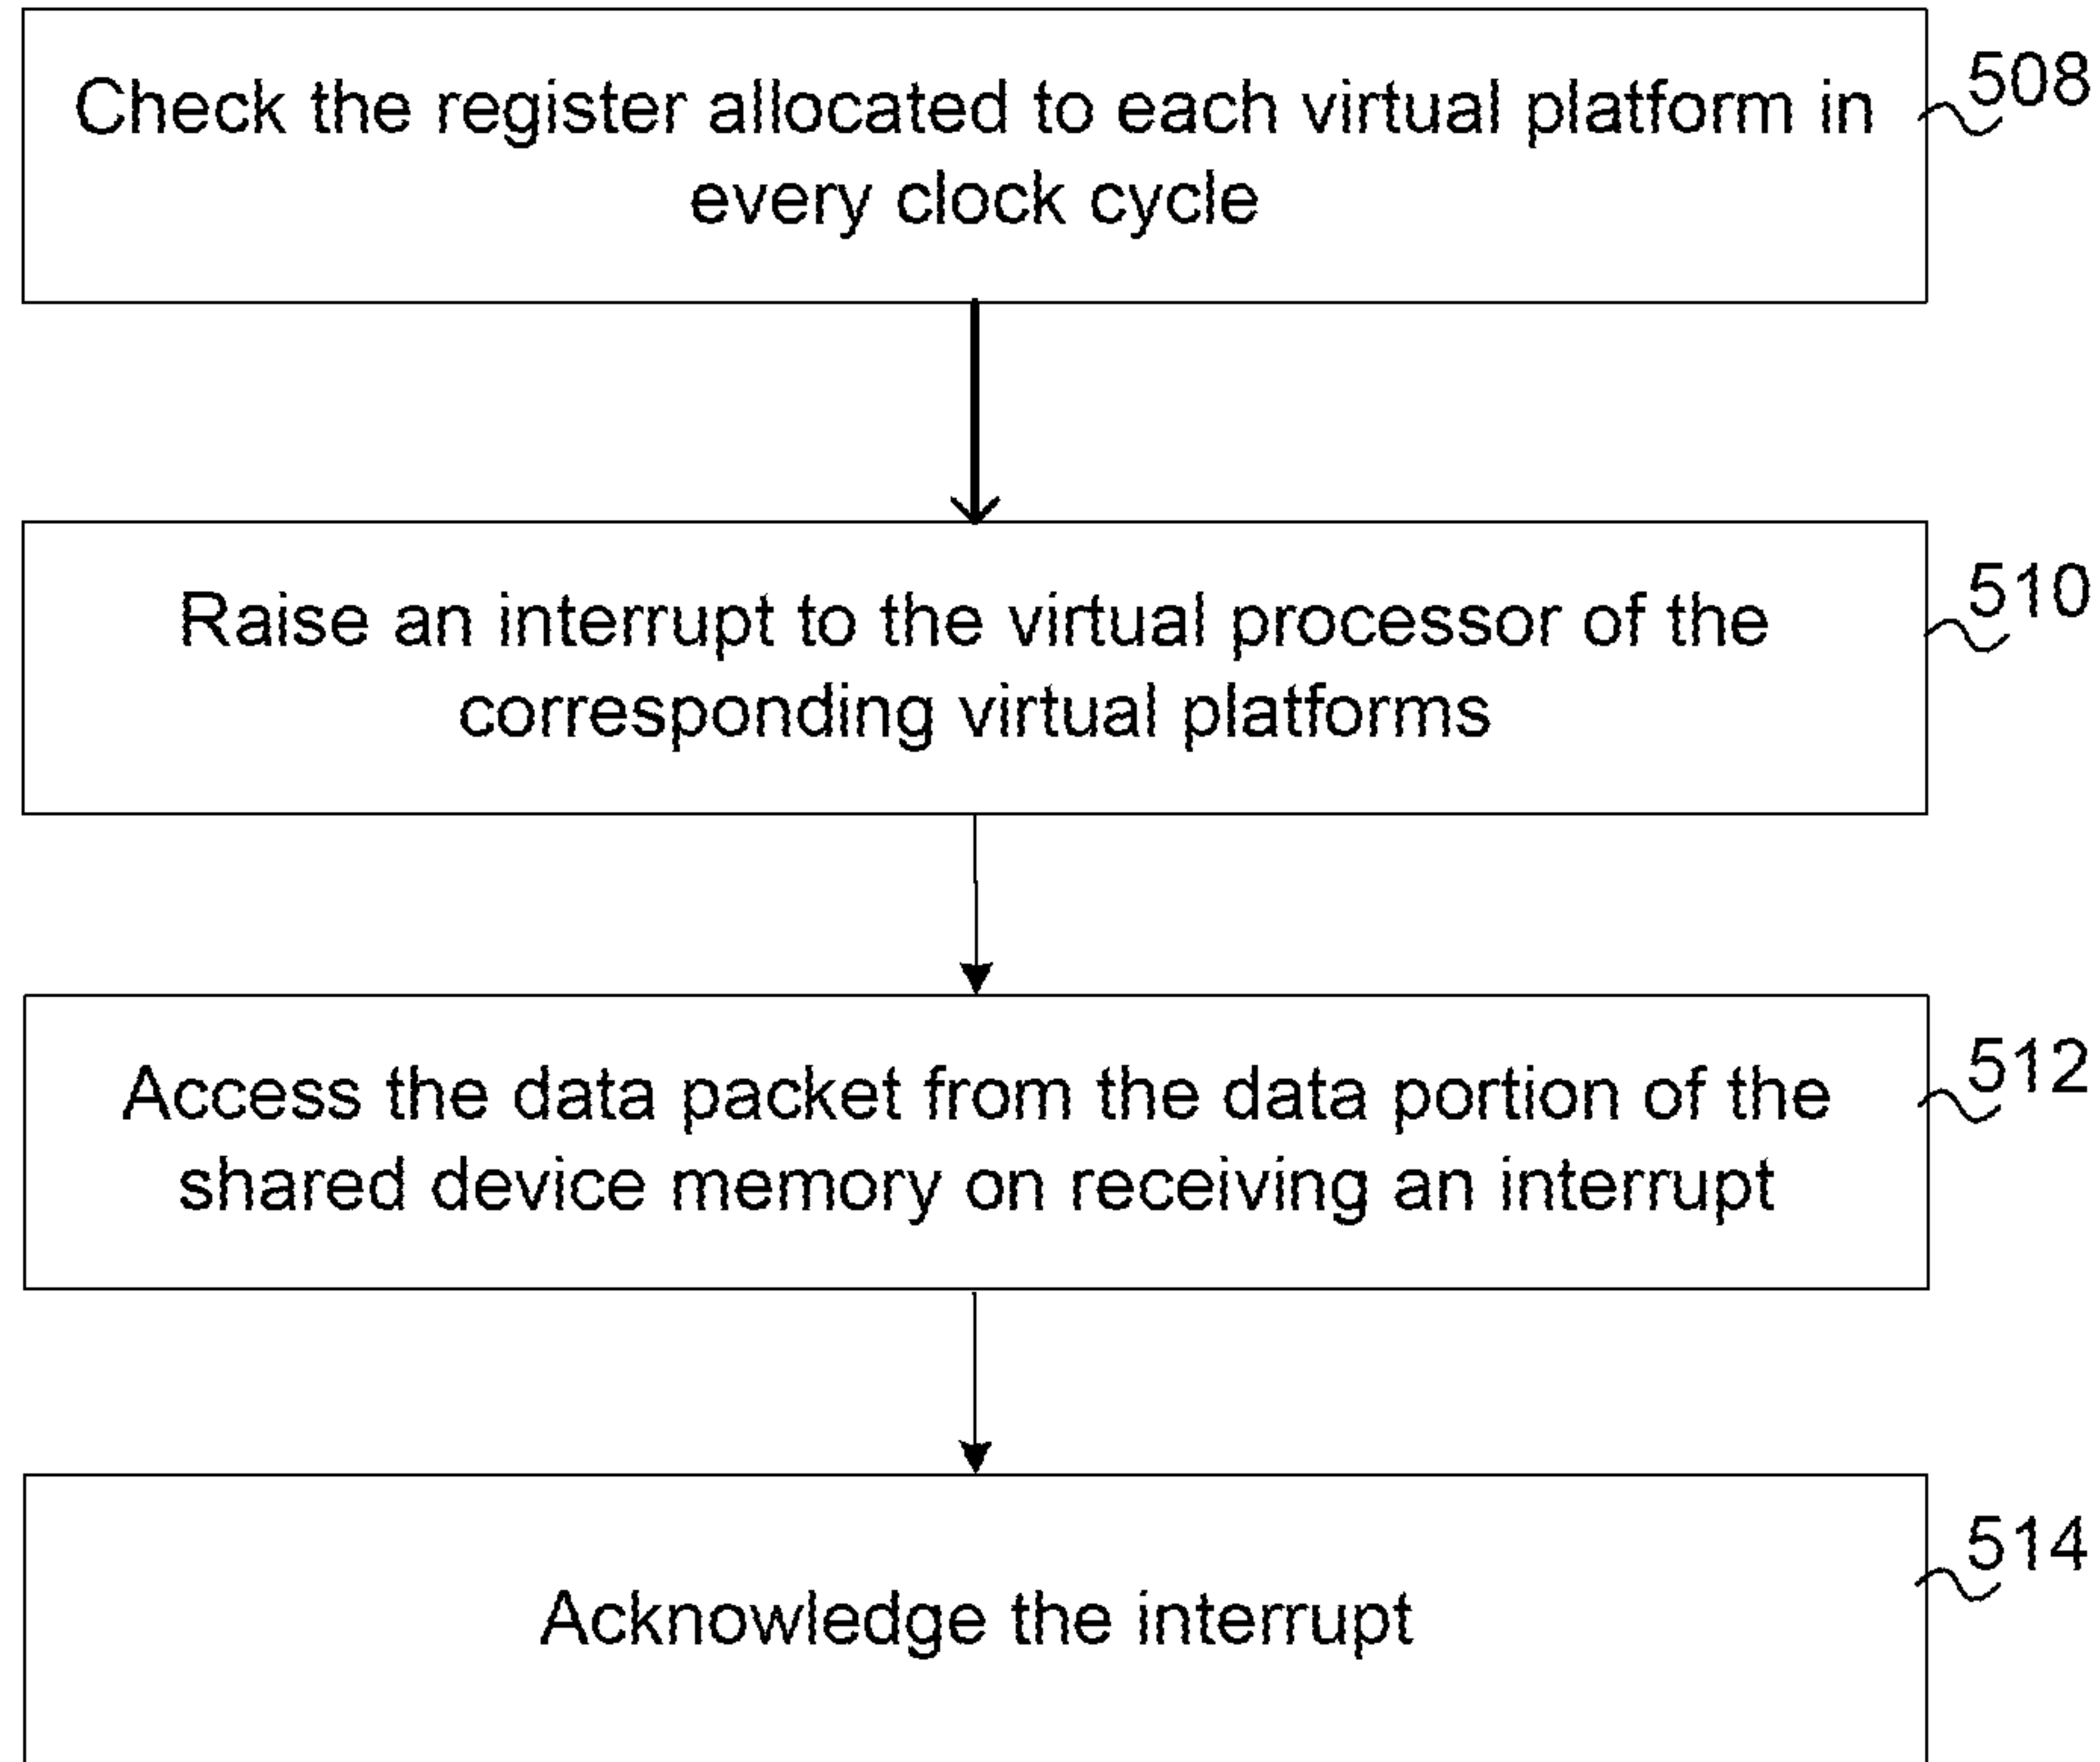 Check the register allocated to each virtual platform in
every clock cycle
508
Raise an interrupt to the virtual processor of the
corresponding virtual platforms
510
Access the data packet from the data portion of the
shared device memory on receiving an interrupt
512
Acknowledge the interrupt
514